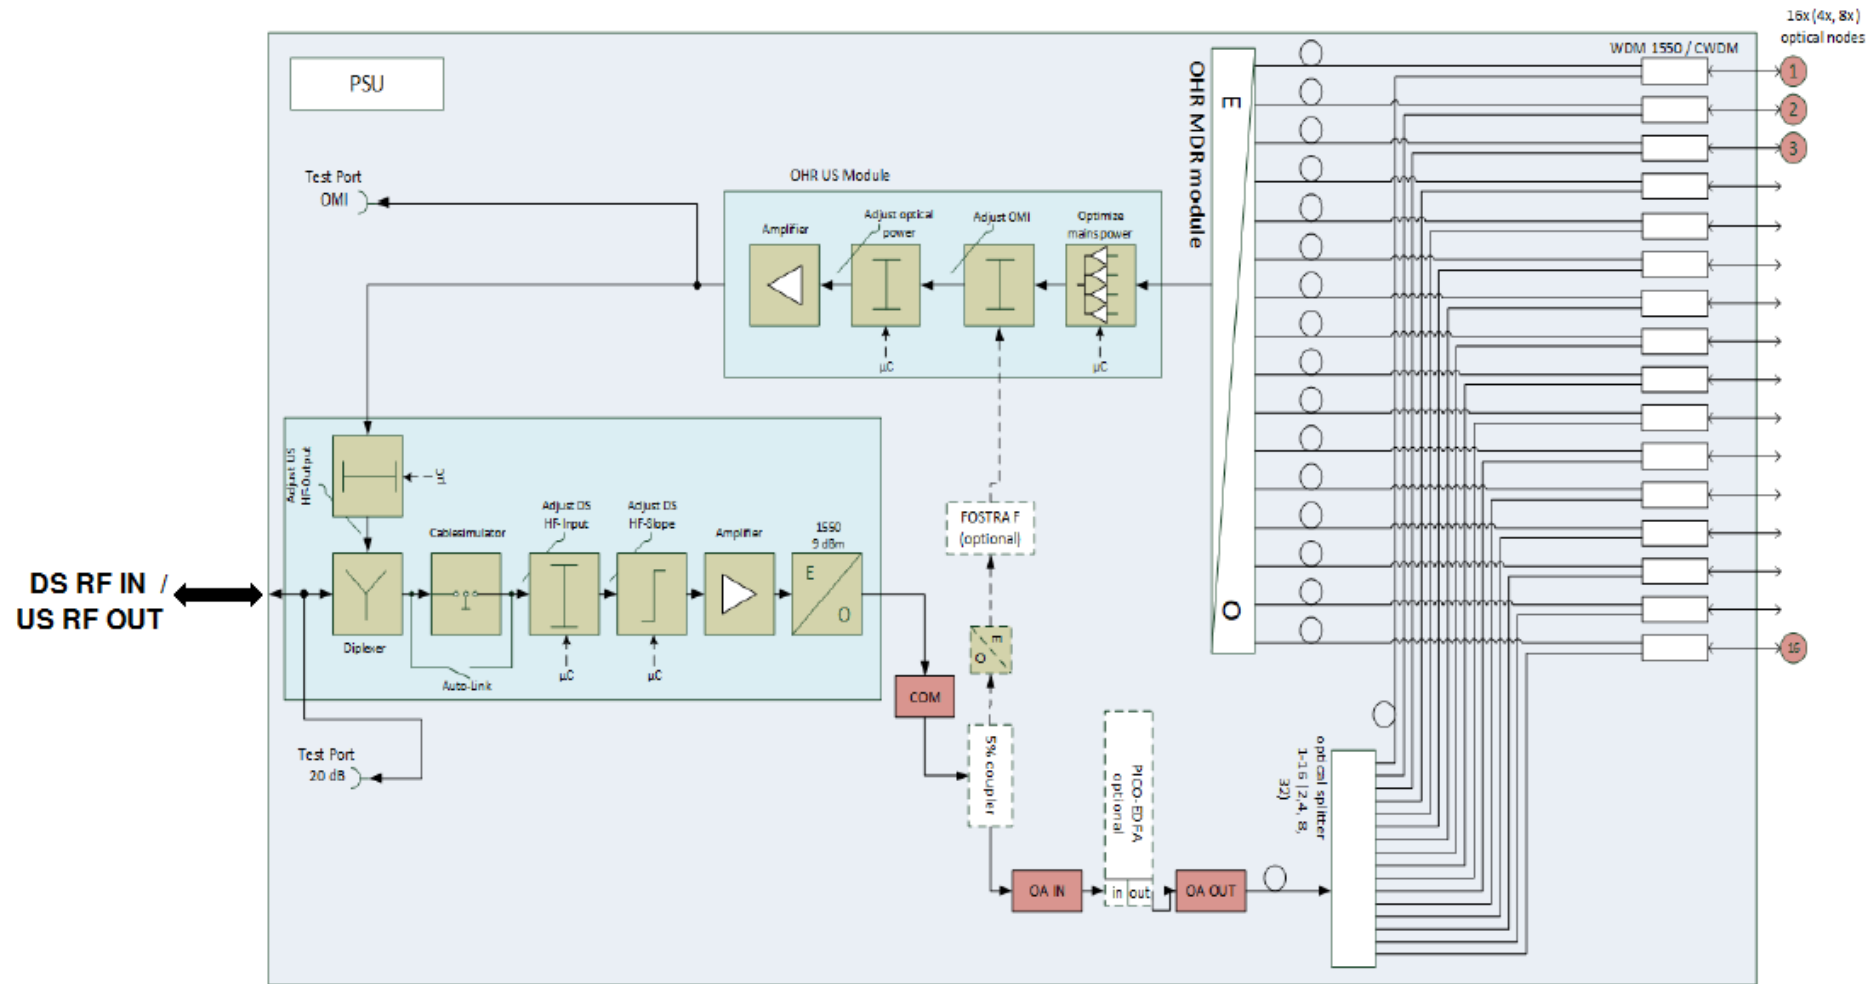 16x(4x, 8x)
optical nodes
WDM 1550 / CWDM
PSU
1
2
3
16
OHR MDR module
E
O
Test Port
OMI
OHR US Module
Amplifier
Adjust optical
power
Adjust OMI
Optimize
mains power
µC
µC
Adjust US
HF-Output
µC
Cablesimulator
Adjust DS
HF-Input
Adjust DS
HF-Slope
Amplifier
1550
9 dBm
E
O
DS RF IN /
US RF OUT
Diplexer
Auto-Link
µC
µC
Test Port
20 dB
FOSTRA F
(optional)
E
O
COM
5% coupler
PICO-EDFA
optional
in
out
OA IN
OA OUT
optical splitter
1-16 (2,4, 8,
32)